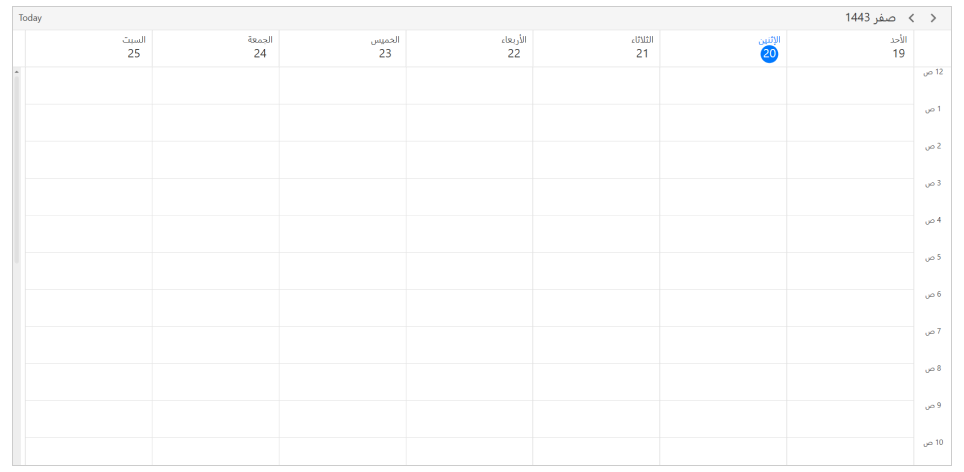 صفر 1443 Today
الأحد الإثنين الثلاثاء الأربعاء الخميس الجمعة السبت
19 20 21 22 23 24 25
12 ص
1 ص
2 ص
3 ص
4 ص
5 ص
6 ص
7 ص
8 ص
9 ص
10 ص